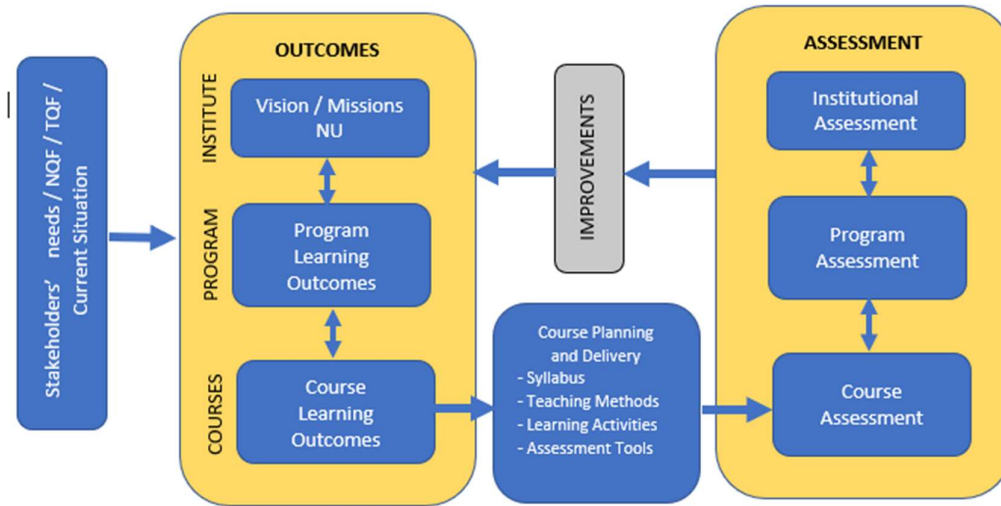 Stakeholders' needs / NQF / TQF /
Current Situation
OUTCOMES
INSTITUTE
Vision / Missions
NU
PROGRAM
Program
Learning
Outcomes
COURSES
Course
Learning
Outcomes
IMPROVEMENTS
Course Planning
and Delivery
- Syllabus
- Teaching Methods
- Learning Activities
- Assessment Tools
ASSESSMENT
Institutional
Assessment
Program
Assessment
Course
Assessment